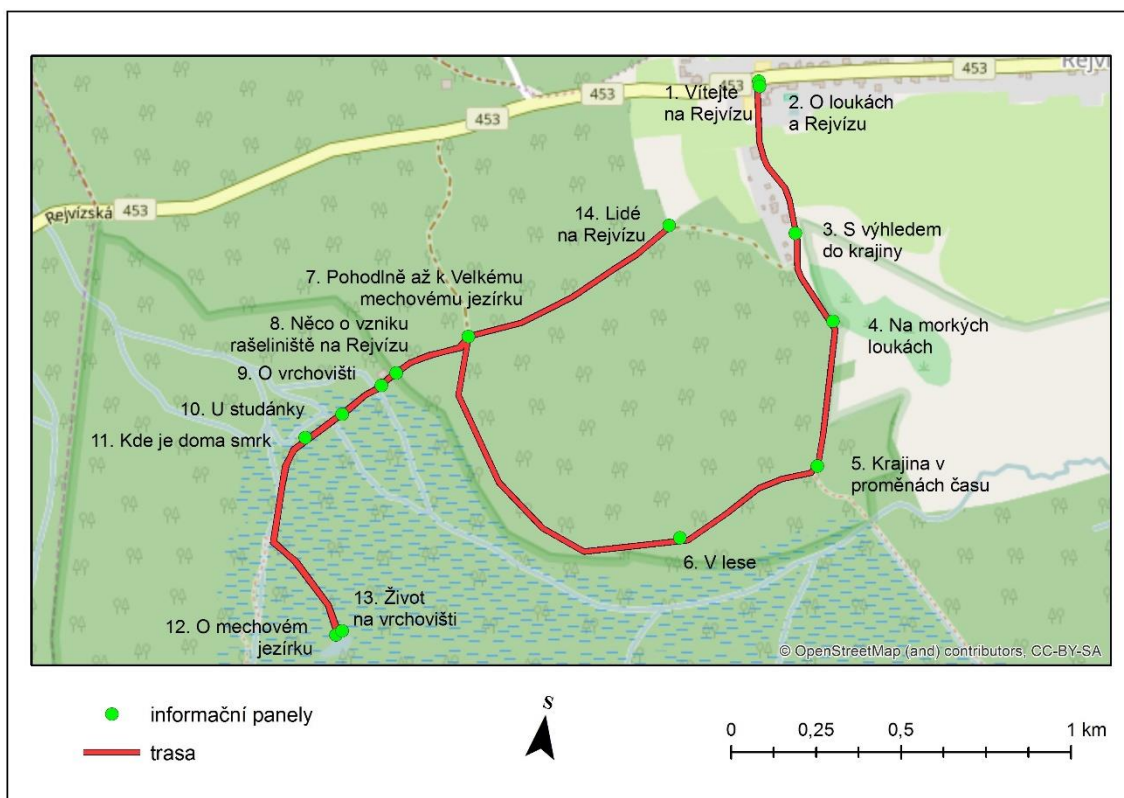 453
453
453
453
Rejvízská
453
Rejví
1. Vítejte
na Rejvízu
2. O loukách
a Rejvízu
14. Lidé
na Rejvízu
3. S výhledem
do krajiny
7. Pohodlně až k Velkému
mechovému jezírku
8. Něco o vzniku
rašeliniště na Rejvízu
4. Na morkých
loukách
9. O vrchovišti
10. U studánky
11. Kde je doma smrk
5. Krajina v
proměnách času
6. V lese
13. Život
na vrchovišti
12. O mechovém
jezírku
© OpenStreetMap (and) contributors, CC-BY-SA
informační panely
trasa
S
0 0,25 0,5 1 km